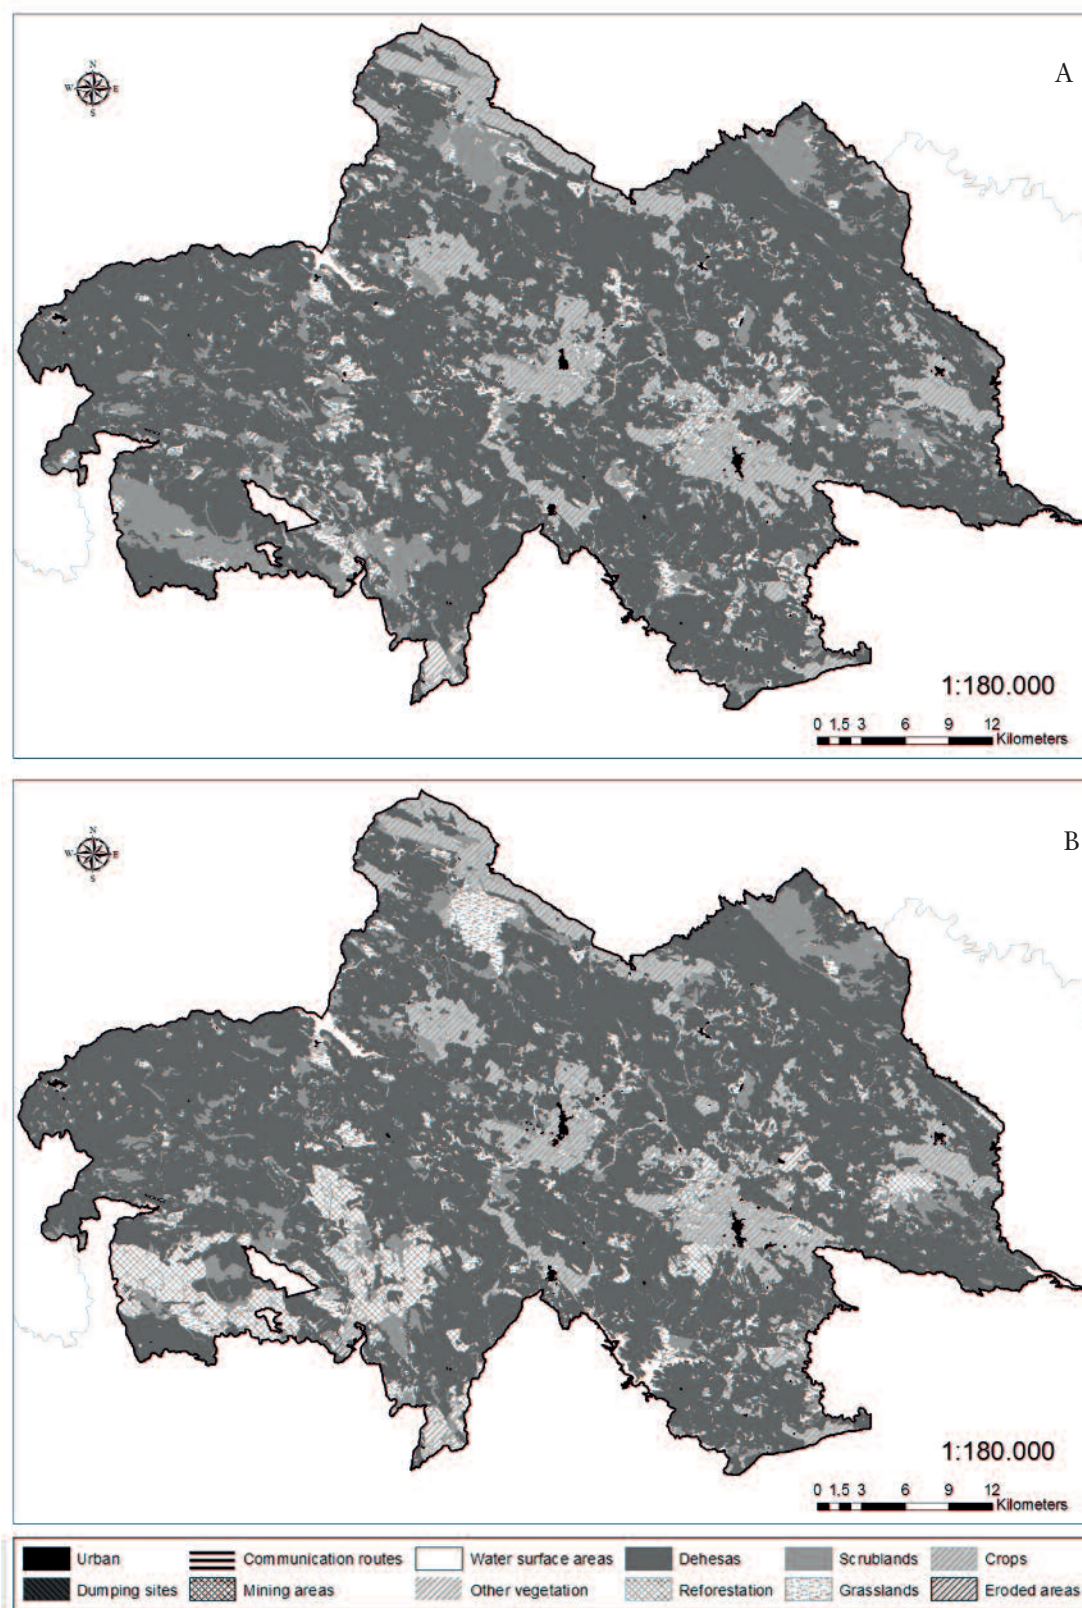 A
N
W E
S
1:180.000
0 1,5 3 6 9 12
Kilometers
B
N
W E
S
1:180.000
0 1,5 3 6 9 12
Kilometers
Urban Communication routes Water surface areas Dehesas Scrublands Crops
Dumping sites Mining areas Other vegetation Reforestation Grasslands Eroded areas